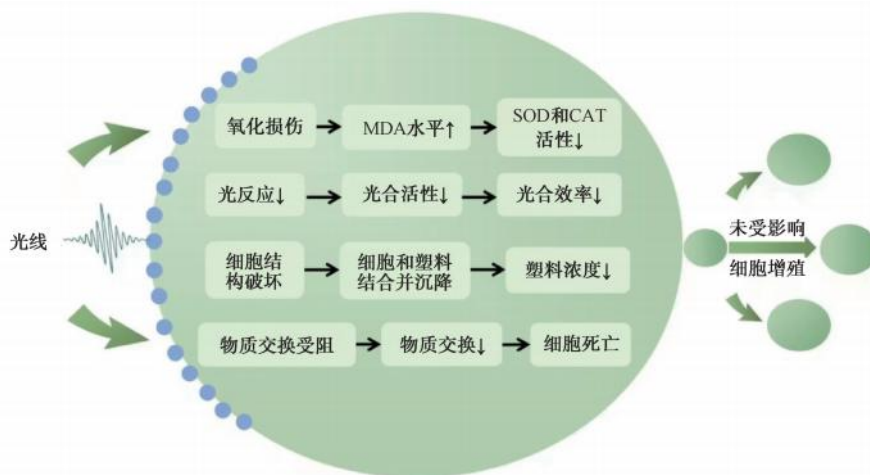 氧化损伤
MDA水平↑
SOD和CAT
活性↓
光反应↓
光合活性↓
光合效率↓
光线
细胞结
构破坏
细胞和塑料
结合并沉降
塑料浓度↓
物质交换受阻
物质交换↓
细胞死亡
未受影响
细胞增殖